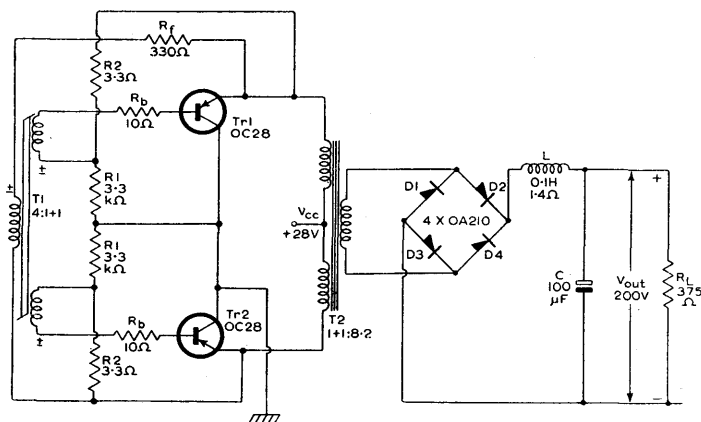 Rf
330Ω
R2
3·3Ω
Rb
10Ω
Tr1
OC28
T1
4:1+1
R1
3·3
kΩ
R1
3·3
kΩ
Vcc
+28V
Rb
10Ω
Tr2
OC28
R2
3·3Ω
T2
1+1:8·2
D1
D2
4 X OA210
D3
D4
L
0·1H
1·4Ω
C
100
μF
Vout
200V
+
−
RL
375
Ω